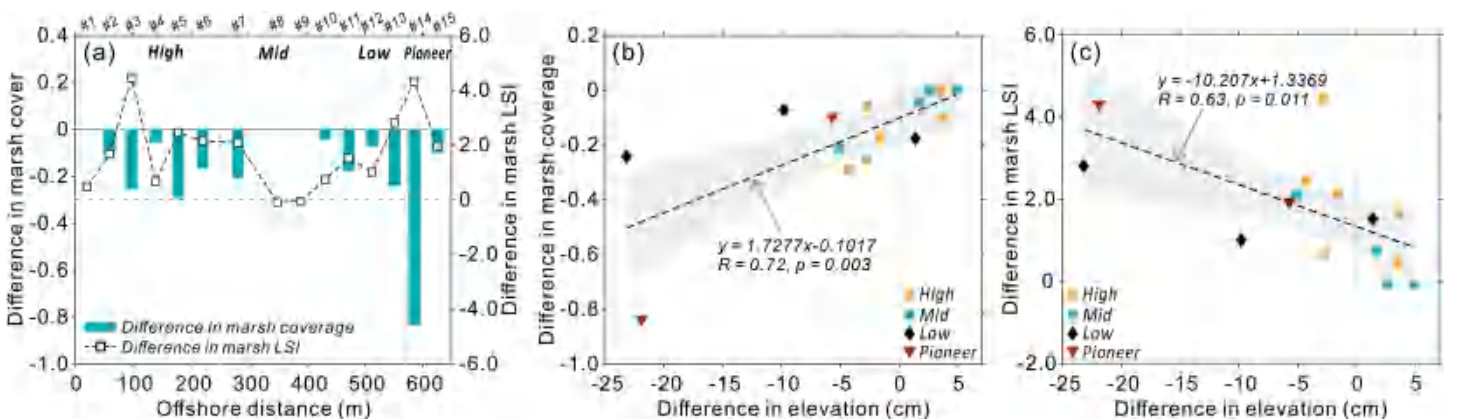 #1 #2 #3 #4 #5 #6 #7 #8 #9 #10 #11 #12 #13 #14 #15
(a) High Mid Low Pioneer
0.4
0.2
0
-0.2
-0.4
-0.6
-0.8
-1.0
Difference in marsh cover
6.0
4.0
2.0
0
-2.0
-4.0
-6.0
Difference in marsh LSI
Difference in marsh coverage
Difference in marsh LSI
0 100 200 300 400 500 600
Offshore distance (m)
(b)
0.2
0
-0.2
-0.4
-0.6
-0.8
-1.0
Difference in marsh coverage
y = 1.7277x-0.1017
R = 0.72, p = 0.003
High
Mid
Low
Pioneer
-25 -20 -15 -10 -5 0 5
Difference in elevation (cm)
(c)
6.0
4.0
2.0
0
-2.0
Difference in marsh LSI
y = -10.207x+1.3369
R = 0.63, p = 0.011
High
Mid
Low
Pioneer
-25 -20 -15 -10 -5 0 5
Difference in elevation (cm)